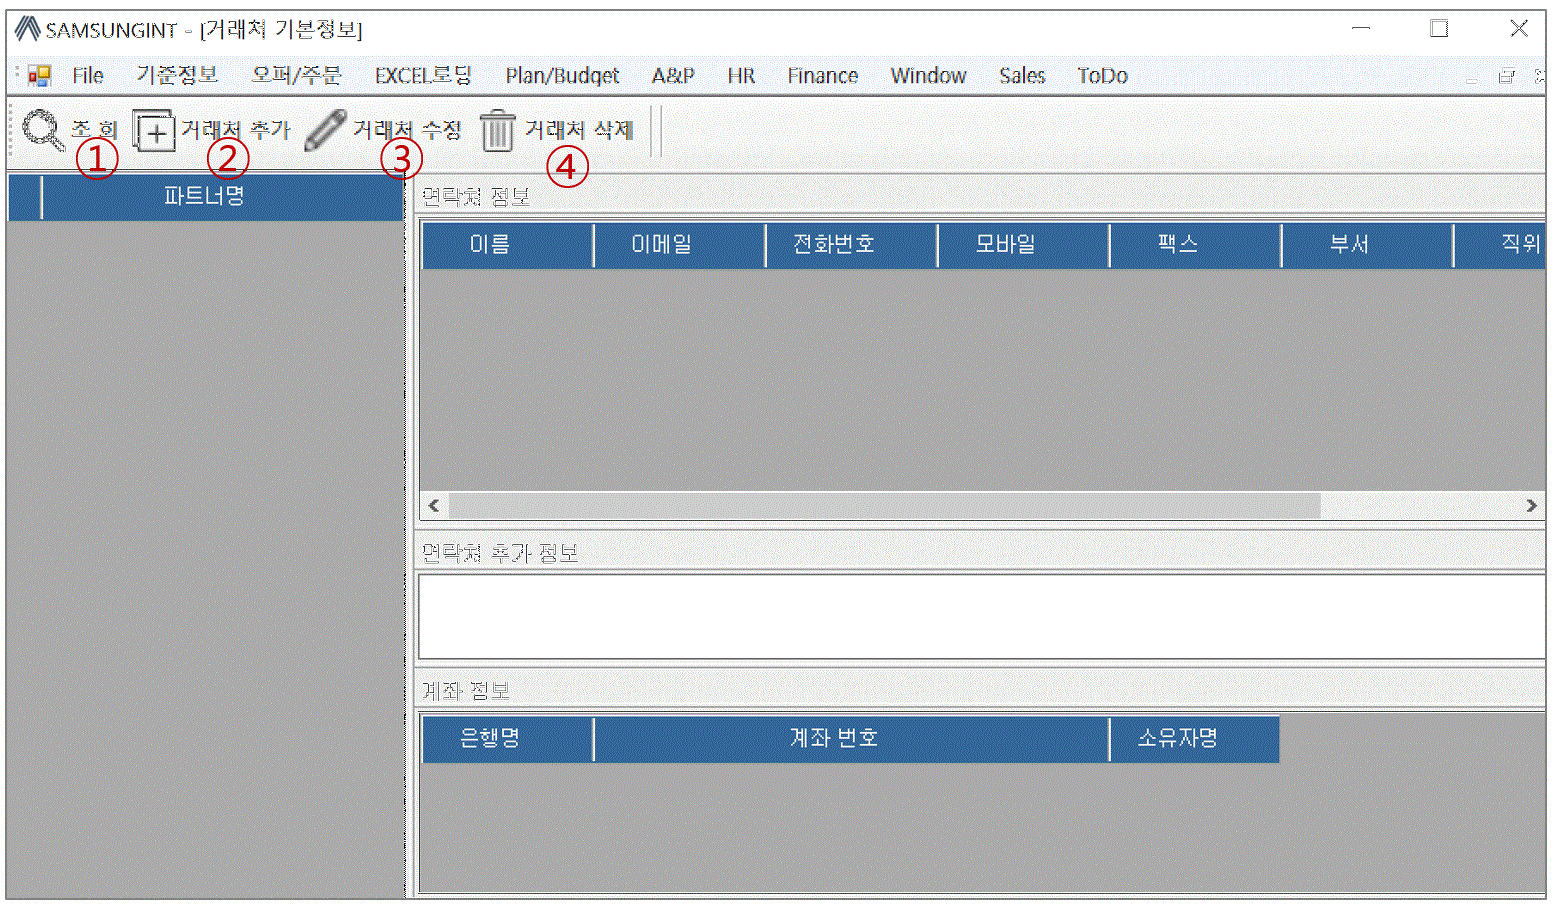 SAMSUNGINT - [거래처 기본정보]
File 기준정보 오퍼/주문 EXCEL로딩 Plan/Budget A&P HR Finance Window Sales ToDo
조 회 거래처 추가 거래처 수정 거래처 삭제
① ② ③ ④
파트너명
연락처 정보
이름 이메일 전화번호 모바일 팩스 부서 직위
연락처 추가 정보
계좌 정보
은행명 계좌 번호 소유자명